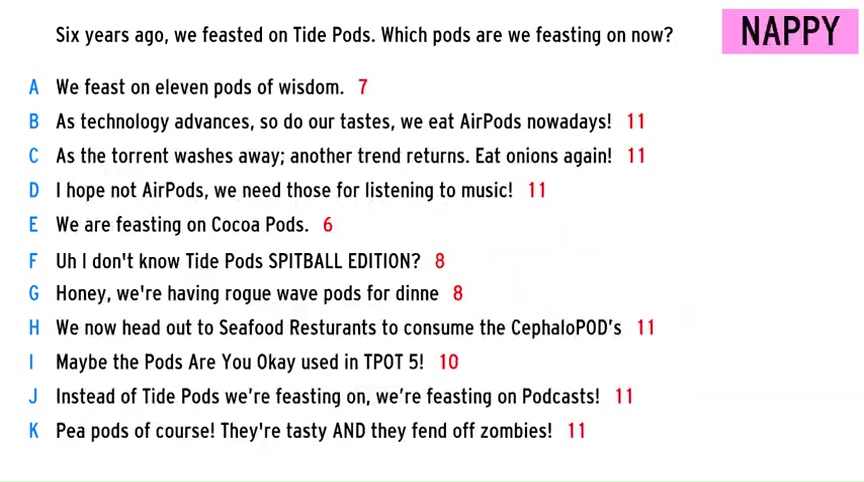 Six years ago, we feasted on Tide Pods. Which pods are we feasting on now?
NAPPY
A We feast on eleven pods of wisdom. 7
B As technology advances, so do our tastes, we eat AirPods nowadays! 11
C As the torrent washes away; another trend returns. Eat onions again! 11
D I hope not AirPods, we need those for listening to music! 11
E We are feasting on Cocoa Pods. 6
F Uh I don't know Tide Pods SPITBALL EDITION? 8
G Honey, we're having rogue wave pods for dinne 8
H We now head out to Seafood Resturants to consume the CephaloPOD’s 11
I Maybe the Pods Are You Okay used in TPOT 5! 10
J Instead of Tide Pods we’re feasting on, we’re feasting on Podcasts! 11
K Pea pods of course! They're tasty AND they fend off zombies! 11